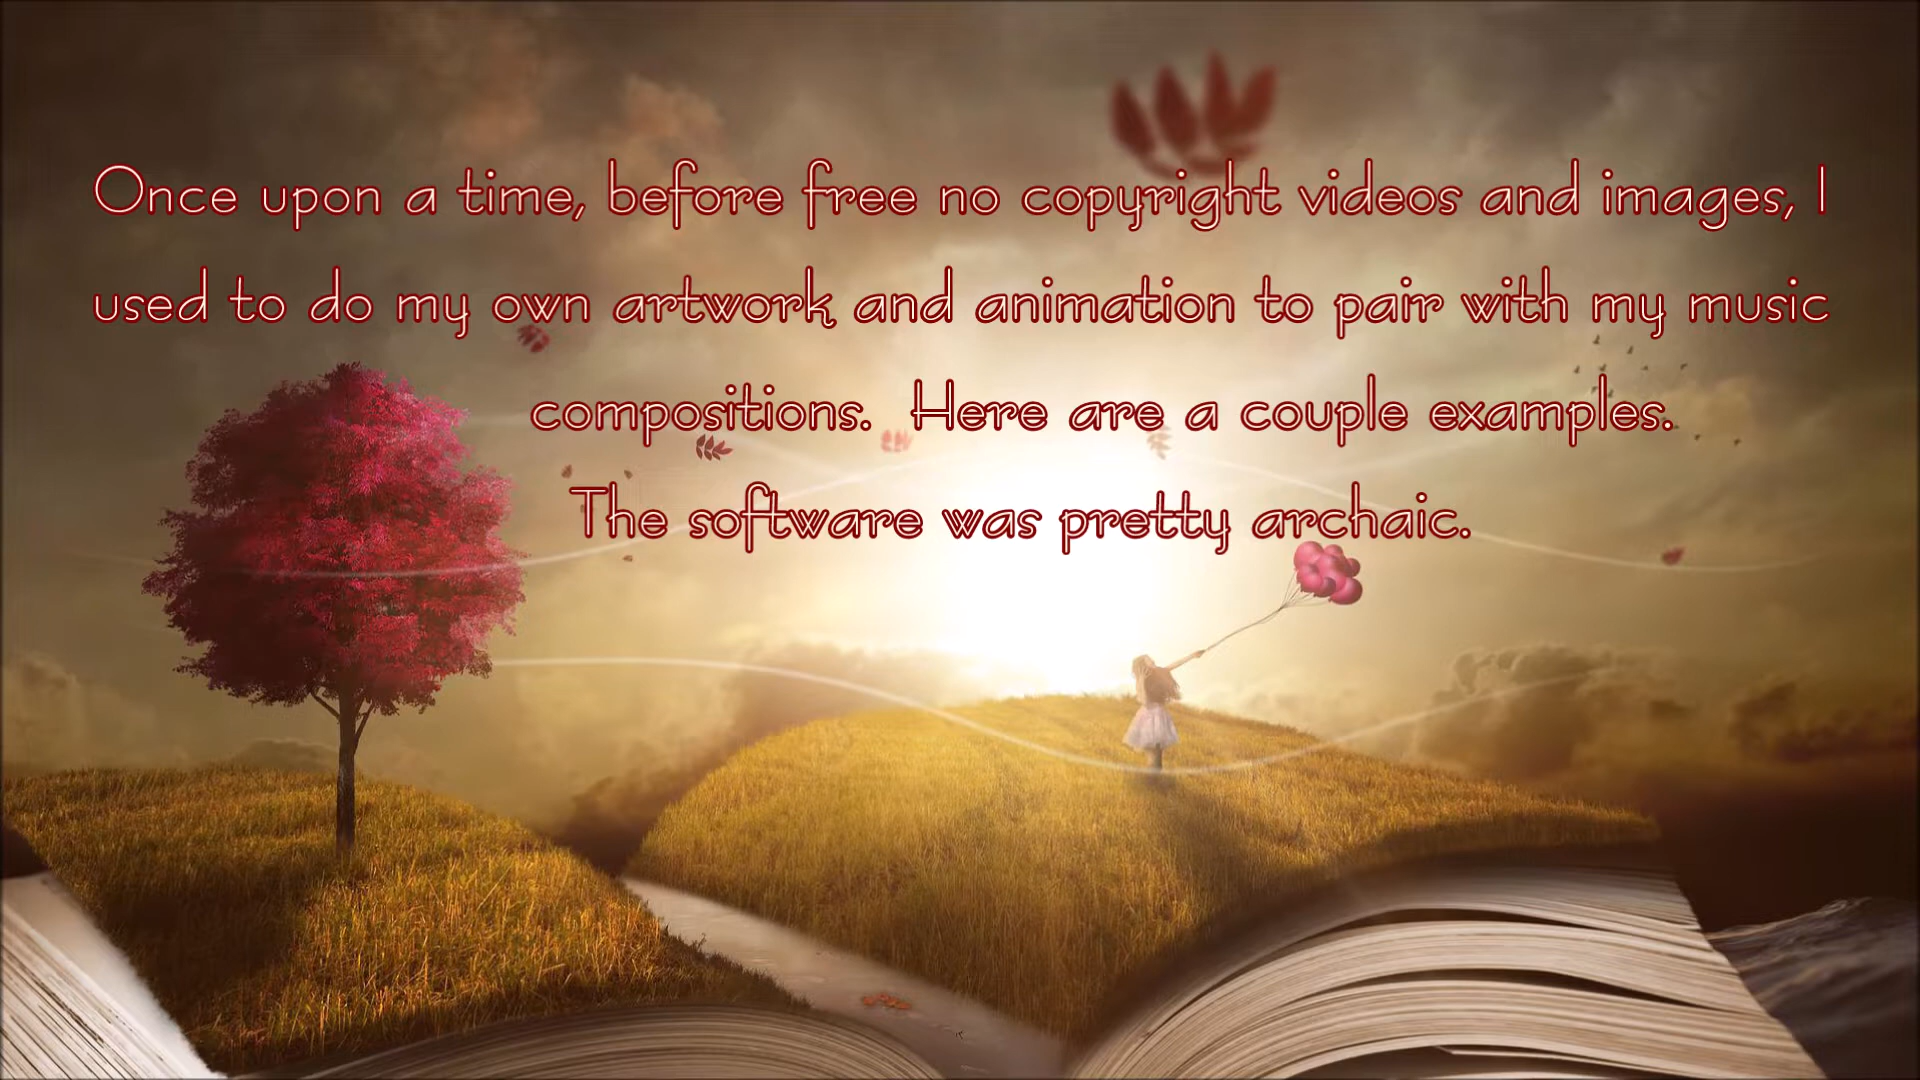 Once upon a time, before free no copyright videos and images, I
used to do my own artwork and animation to pair with my music
compositions.  Here are a couple examples.
The software was pretty archaic.